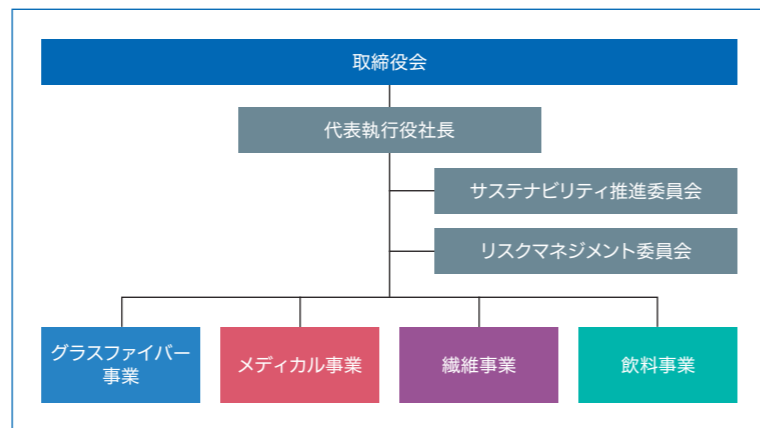 取締役会
代表執行役社長
サステナビリティ推進委員会
リスクマネジメント委員会
グラスファイバー
事業
メディカル事業
繊維事業
飲料事業